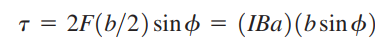 τ = 2F(b/2) sin ϕ = (IBa)(b sin ϕ)